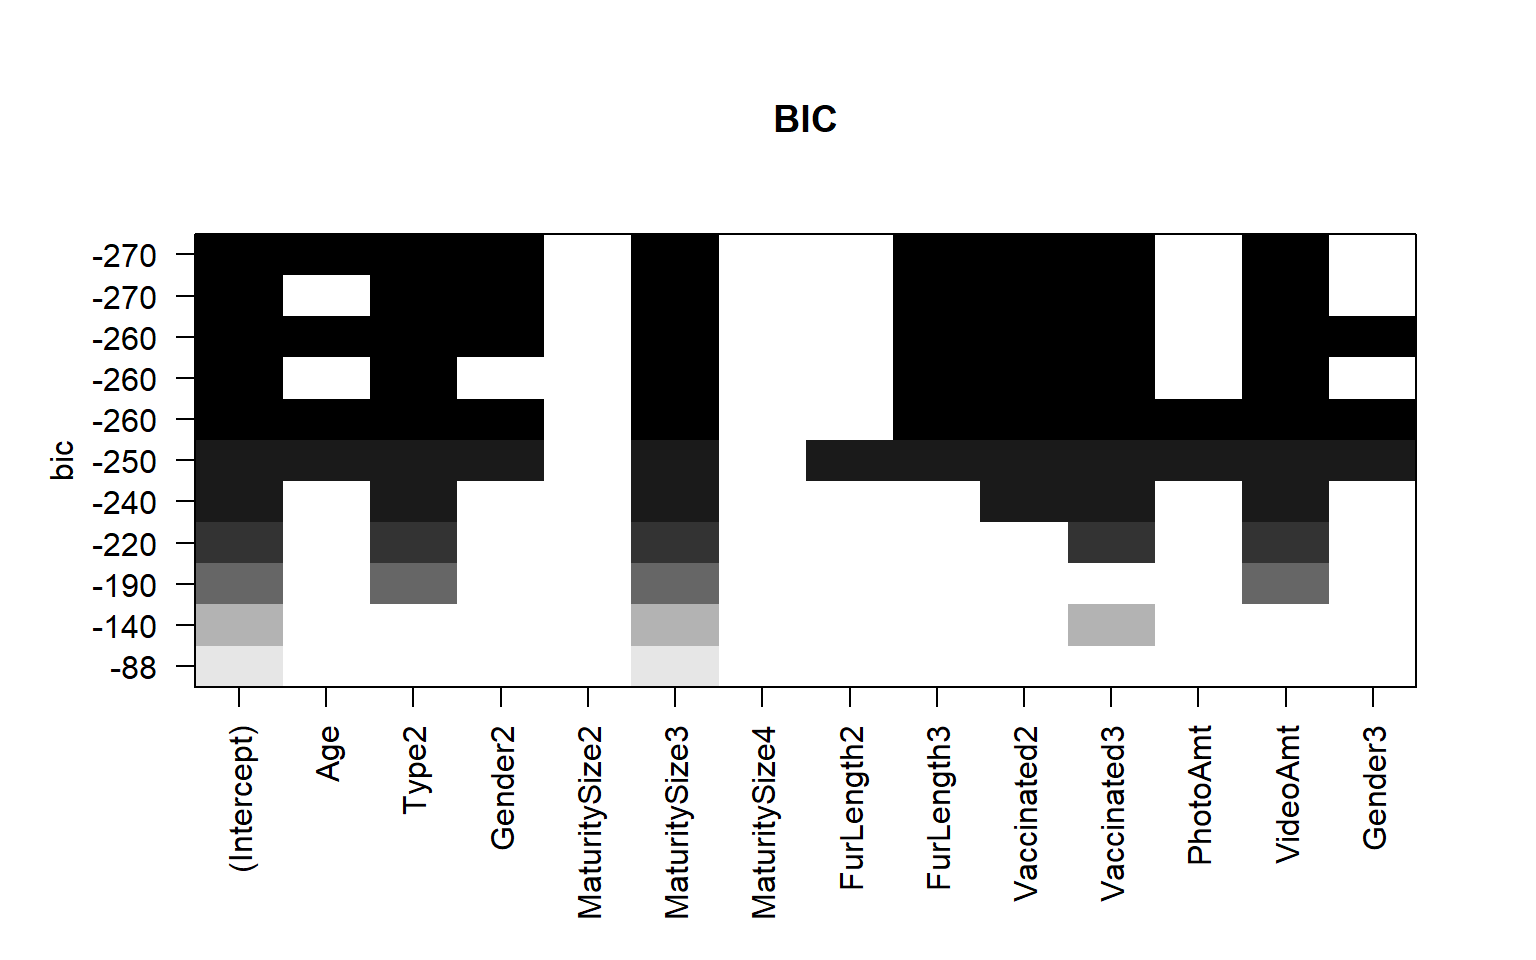 BIC
-270
-270
-260
-260
-260
-250
-240
-220
-190
-140
-88
bic
(Intercept)
Age
Type2
Gender2
MaturitySize2
MaturitySize3
MaturitySize4
FurLength2
FurLength3
Vaccinated2
Vaccinated3
PhotoAmt
VideoAmt
Gender3